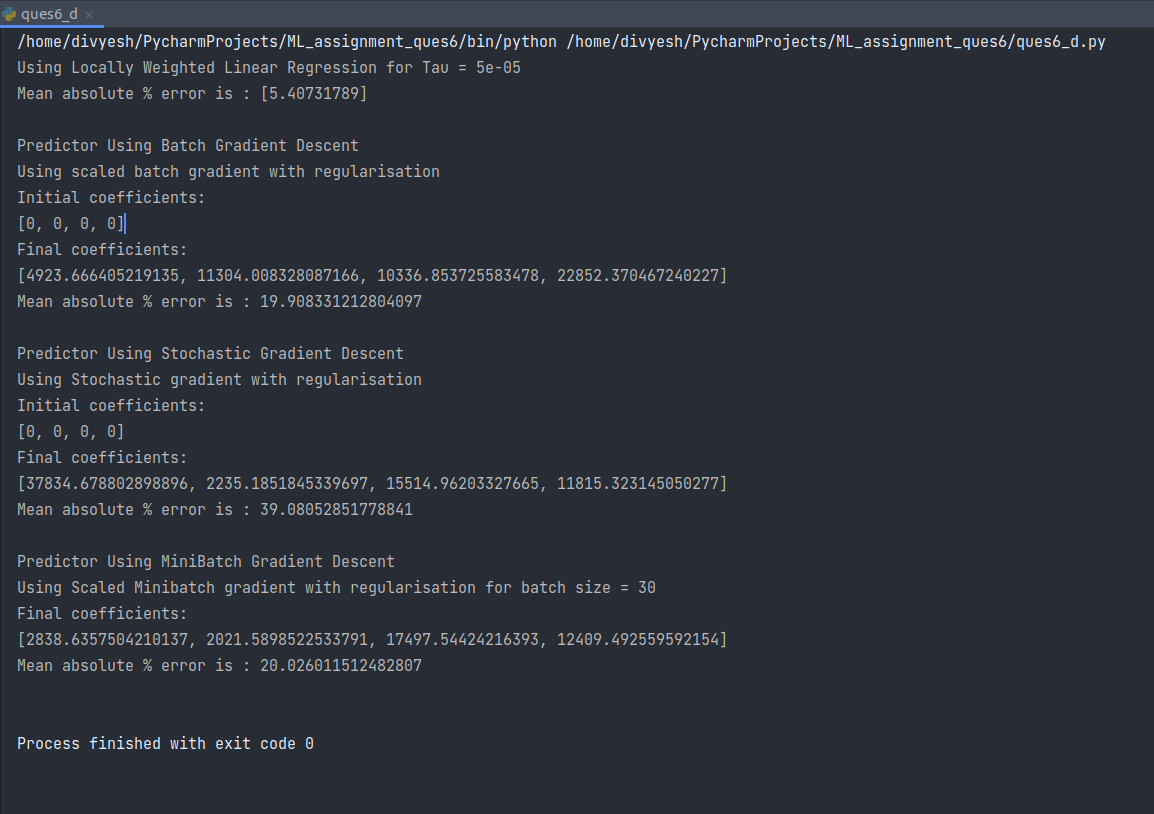 ques6_d
/home/divyesh/PycharmProjects/ML_assignment_ques6/bin/python /home/divyesh/PycharmProjects/ML_assignment_ques6/ques6_d.py
Using Locally Weighted Linear Regression for Tau = 5e-05
Mean absolute % error is : [5.40731789]
Predictor Using Batch Gradient Descent
Using scaled batch gradient with regularisation
Initial coefficients:
[0, 0, 0, 0]
Final coefficients:
[4923.666405219135, 11304.008328087166, 10336.853725583478, 22852.370467240227]
Mean absolute % error is : 19.908331212804097
Predictor Using Stochastic Gradient Descent
Using Stochastic gradient with regularisation
Initial coefficients:
[0, 0, 0, 0]
Final coefficients:
[37834.678802898896, 2235.1851845339697, 15514.96203327665, 11815.323145050277]
Mean absolute % error is : 39.08052851778841
Predictor Using MiniBatch Gradient Descent
Using Scaled Minibatch gradient with regularisation for batch size = 30
Final coefficients:
[2838.6357504210137, 2021.5898522533791, 17497.54424216393, 12409.492559592154]
Mean absolute % error is : 20.026011512482807
Process finished with exit code 0